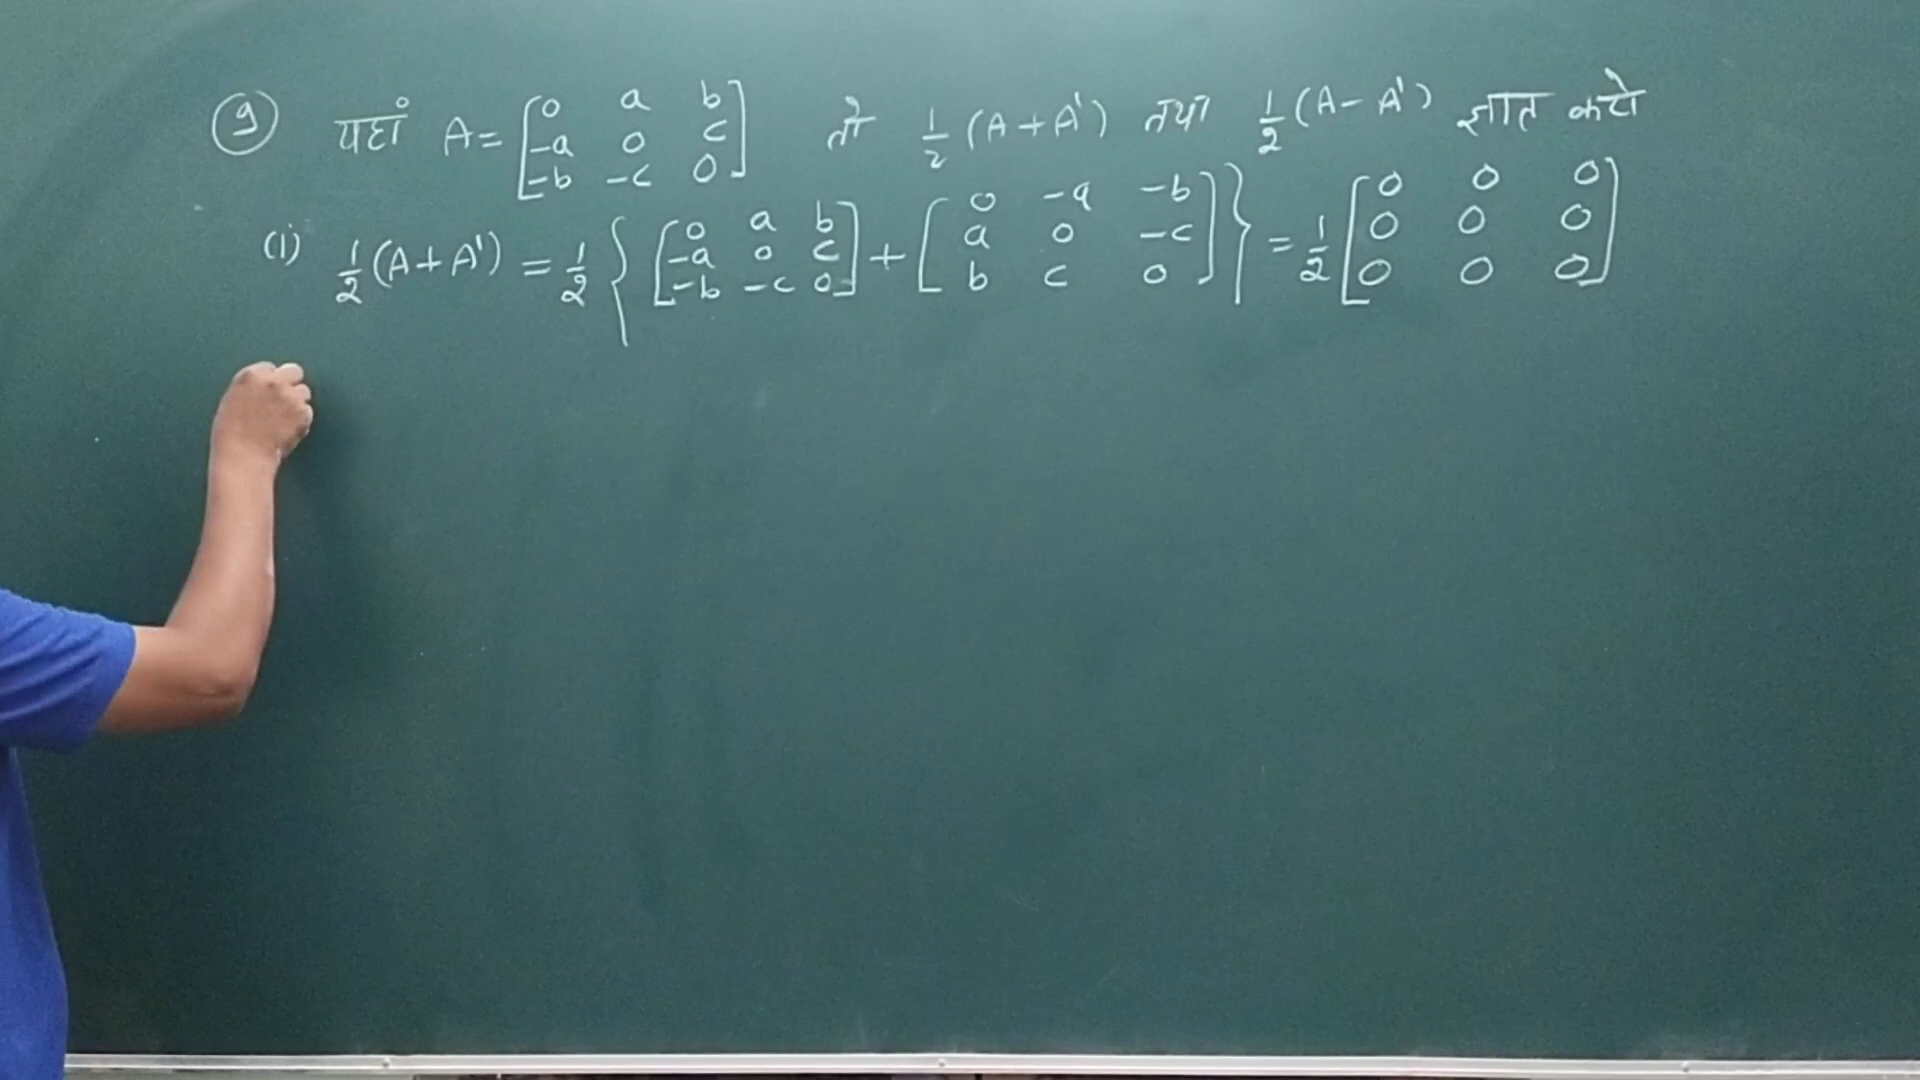 (9) यहां A = [0 a b; -a 0 c; -b -c 0] तो 1/2 (A + A') तथा 1/2 (A - A') ज्ञात करो
(i) 1/2 (A + A') = 1/2 { [0 a b; -a 0 c; -b -c 0] + [0 -a -b; a 0 -c; b c 0] } = 1/2 [0 0 0; 0 0 0; 0 0 0]